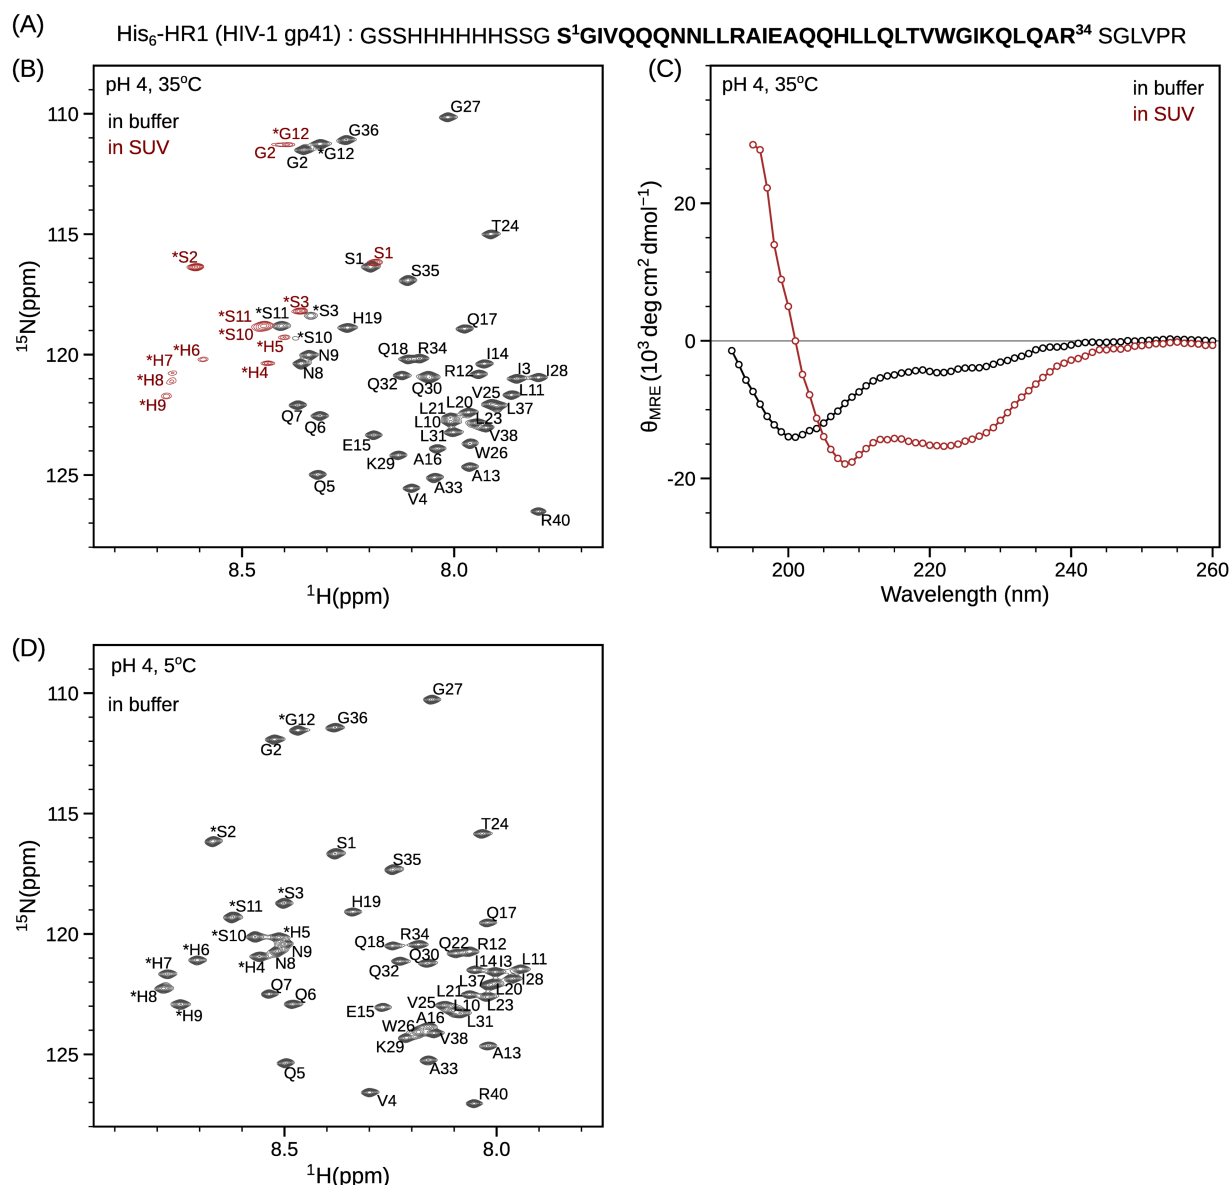 (A)
His6-HR1 (HIV-1 gp41) : GSSHHHHHHSSG S¹GIVQQQNNLLRAIEAQQHLLQLTVWGIKQLQAR³⁴ SGLVPR
(B)
pH 4, 35oC
in buffer
in SUV
110
115
120
125
15N(ppm)
8.5
8.0
1H(ppm)
G27
*G12
G36
G2
G2
*G12
T24
*S2
S1
S1
S35
*S3
*S3
*S11
*S11
H19
Q17
*S10
*S10
*H5
*H6
N9
Q18
R34
I14
*H7
*H4
N8
R12
I3
I28
*H8
Q32
Q30
L11
*H9
V25
Q7
L20
L37
L21
Q6
L10
L23
L31
V38
E15
W26
K29
A16
A13
Q5
A33
V4
R40
(C)
pH 4, 35oC
in buffer
in SUV
20
0
-20
θMRE (10³ deg cm² dmol⁻¹)
200
220
240
260
Wavelength (nm)
(D)
pH 4, 5oC
in buffer
110
115
120
125
15N(ppm)
8.5
8.0
1H(ppm)
G27
*G12
G36
G2
*S2
T24
S1
S35
*S3
*S11
H19
Q17
*S10
*H5
R34
*H6
Q18
Q22
R12
N9
Q30
*H7
*H4
N8
I14
I3
L11
Q32
L37
I28
Q7
*H8
Q6
L21
L20
V25
L10
L23
*H9
E15
A16
L31
W26
V38
K29
A13
Q5
A33
V4
R40